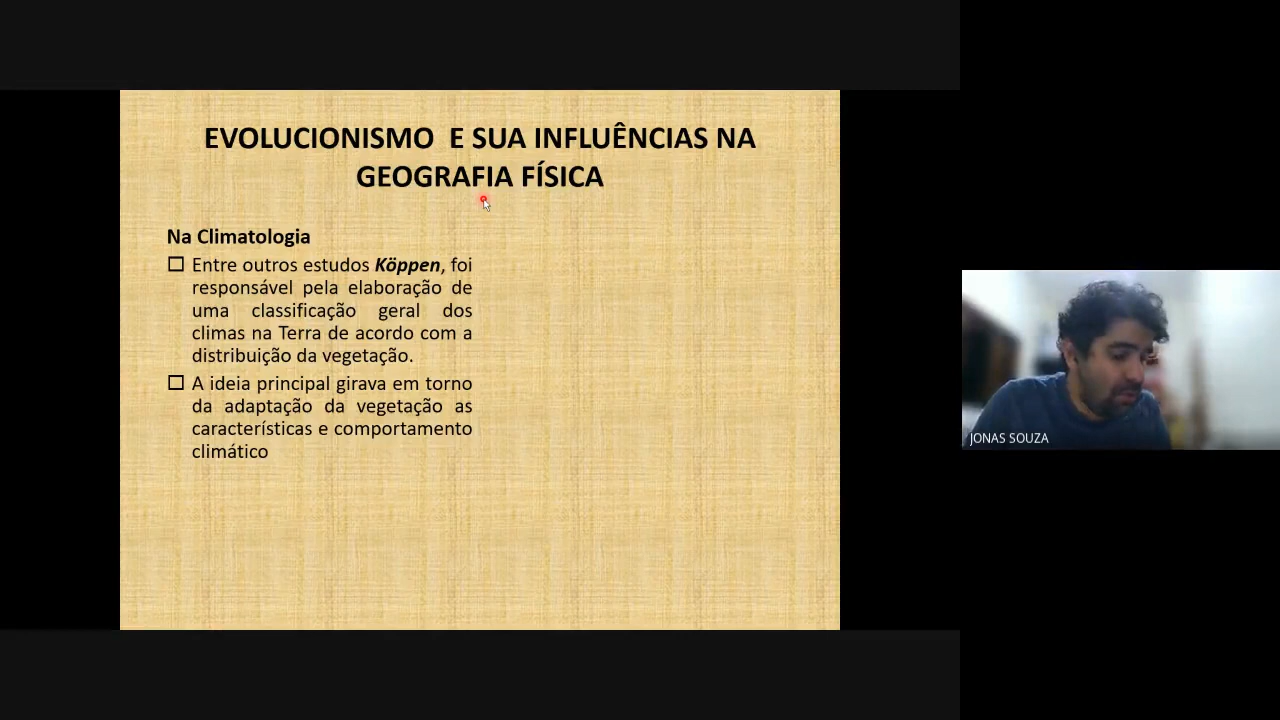 EVOLUCIONISMO E SUA INFLUÊNCIAS NA
GEOGRAFIA FÍSICA
Na Climatologia
Entre outros estudos Köppen, foi
responsável pela elaboração de
uma classificação geral dos
climas na Terra de acordo com a
distribuição da vegetação.
A ideia principal girava em torno
da adaptação da vegetação as
características e comportamento
climático
JONAS SOUZA